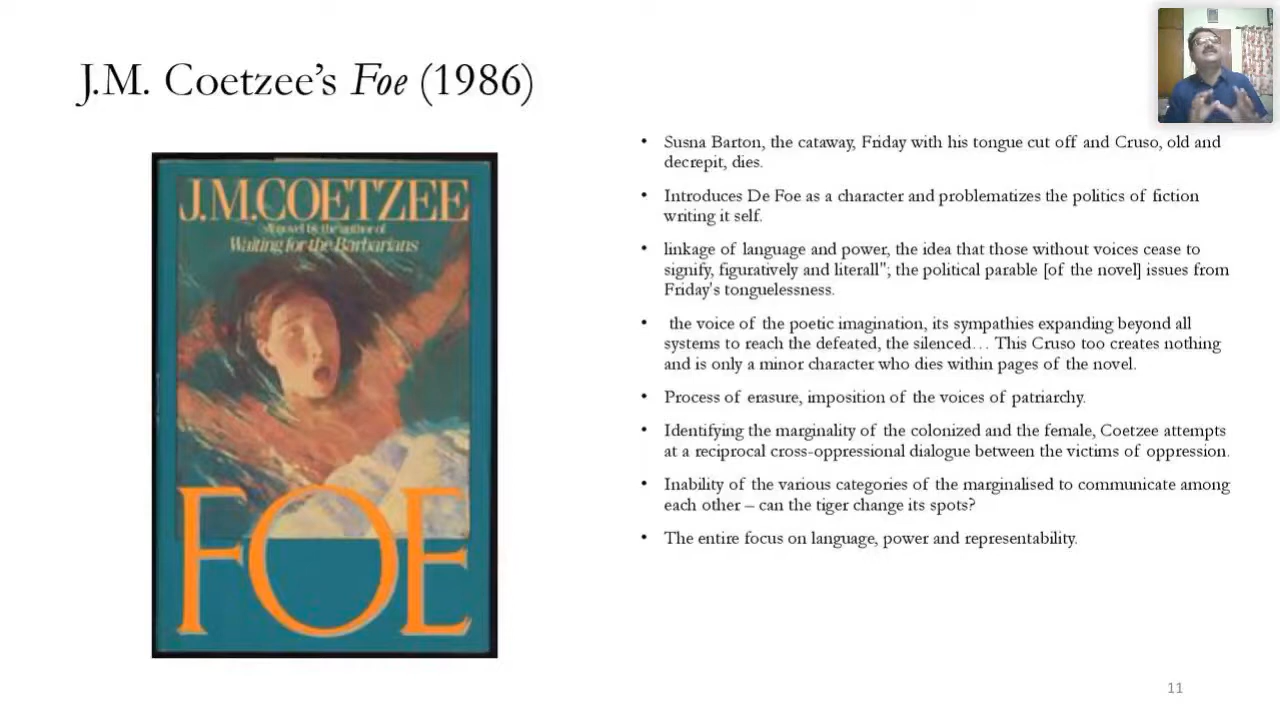 J.M. Coetzee’s Foe (1986)
J.M.COETZEE
A novel by the author of
Waiting for the Barbarians
FOE
• Susna Barton, the cataway, Friday with his tongue cut off and Cruso, old and
decrepit, dies.
• Introduces De Foe as a character and problematizes the politics of fiction
writing it self.
• linkage of language and power, the idea that those without voices cease to
signify, figuratively and literall"; the political parable [of the novel] issues from
Friday's tonguelessness.
• the voice of the poetic imagination, its sympathies expanding beyond all
systems to reach the defeated, the silenced… This Cruso too creates nothing
and is only a minor character who dies within pages of the novel.
• Process of erasure, imposition of the voices of patriarchy.
• Identifying the marginality of the colonized and the female, Coetzee attempts
at a reciprocal cross-oppressional dialogue between the victims of oppression.
• Inability of the various categories of the marginalised to communicate among
each other – can the tiger change its spots?
• The entire focus on language, power and representability.
11